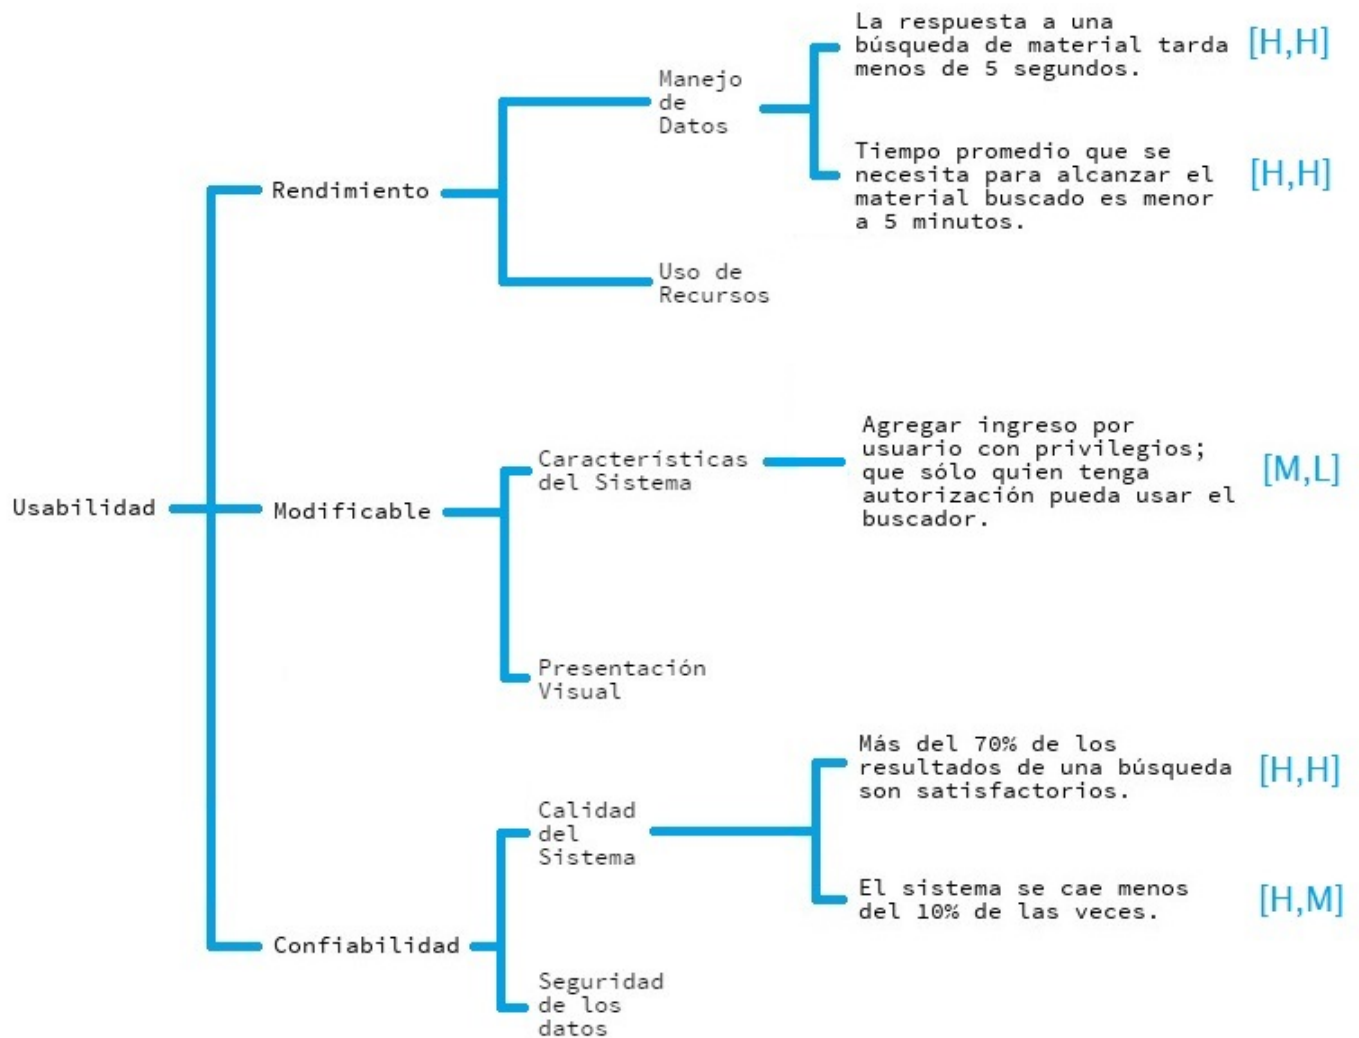 La respuesta a una
búsqueda de material tarda
menos de 5 segundos.
[H,H]
Manejo
de
Datos
Tiempo promedio que se
necesita para alcanzar el
material buscado es menor
a 5 minutos.
[H,H]
Rendimiento
Uso de
Recursos
Agregar ingreso por
usuario con privilegios;
que sólo quien tenga
autorización pueda usar el
buscador.
[M,L]
Características
del Sistema
Usabilidad
Modificable
Presentación
Visual
Más del 70% de los
resultados de una búsqueda
son satisfactorios.
[H,H]
Calidad
del
Sistema
El sistema se cae menos
del 10% de las veces.
[H,M]
Confiabilidad
Seguridad
de los
datos